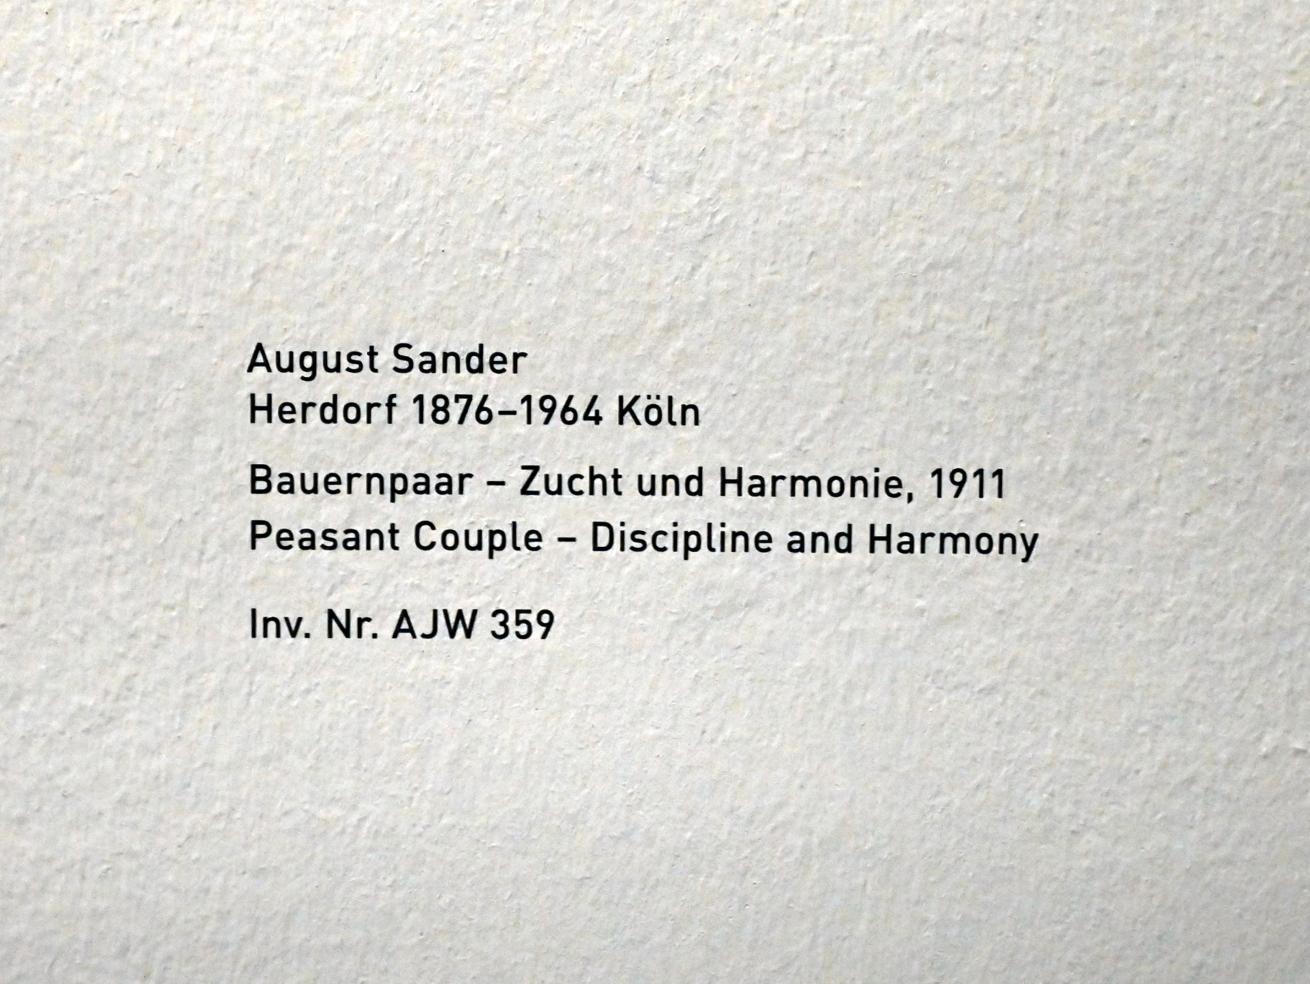 August Sander
Herdorf 1876–1964 Köln
Bauernpaar – Zucht und Harmonie, 1911
Peasant Couple – Discipline and Harmony
Inv. Nr. AJW 359